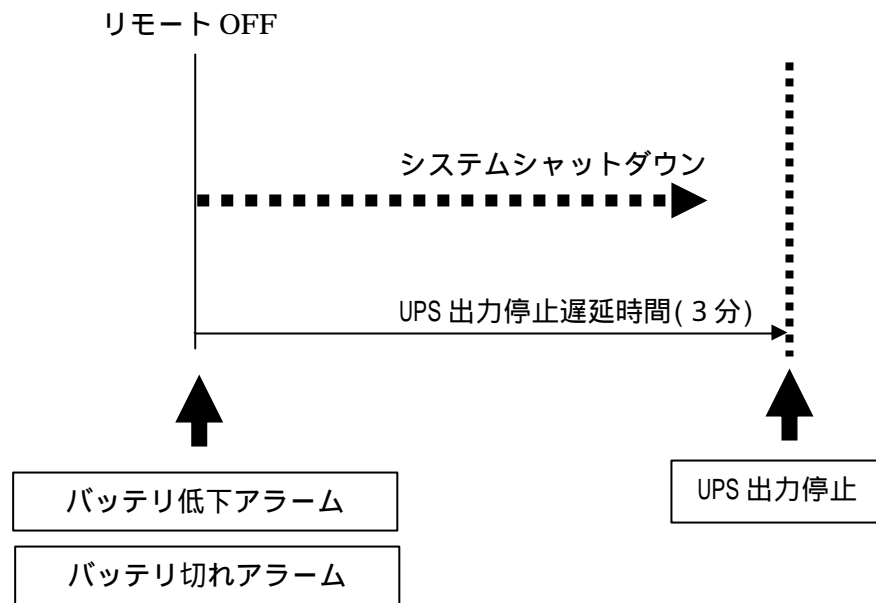 リモート OFF
システムシャットダウン
UPS 出力停止遅延時間( 3 分)
バッテリ低下アラーム
UPS 出力停止
バッテリ切れアラーム